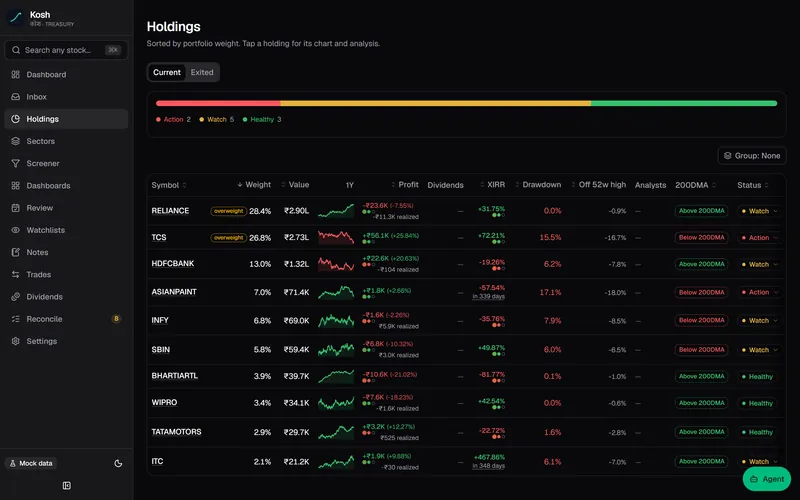 Kosh
कोश · TREASURY
Search any stock...
⌘K
Dashboard
Inbox
Holdings
Sectors
Screener
Dashboards
Review
Watchlists
Notes
Trades
Dividends
Reconcile 8
Settings
Mock data
Holdings
Sorted by portfolio weight. Tap a holding for its chart and analysis.
Current Exited
Action 2 Watch 5 Healthy 3
Group: None
Symbol Weight Value 1Y Profit Dividends XIRR Drawdown Off 52w high Analysts 200DMA Status
RELIANCE overweight 28.4% ₹2.90L -₹23.6K (-7.55%) — +31.75% 0.0% -0.9% — Above 200DMA Watch
-₹11.3K realized
TCS overweight 26.8% ₹2.73L +₹56.1K (+25.84%) — +72.21% 15.5% -16.7% — Below 200DMA Action
HDFCBANK 13.0% ₹1.32L +₹22.6K (+20.63%) — -19.26% 6.2% -7.8% — Above 200DMA Watch
-₹104 realized
ASIANPAINT 7.0% ₹71.4K +₹1.8K (+2.66%) — -57.54% 17.1% -18.0% — Below 200DMA Action
in 339 days
INFY 6.8% ₹69.0K -₹1.6K (-2.26%) — -35.76% 7.9% -8.5% — Below 200DMA Watch
₹5.9K realized
SBIN 5.8% ₹59.4K -₹6.8K (-10.32%) — +49.87% 6.0% -6.5% — Below 200DMA Watch
₹3.0K realized
BHARTIARTL 3.9% ₹39.7K -₹10.6K (-21.02%) — -81.77% 0.1% -1.0% — Above 200DMA Healthy
WIPRO 3.4% ₹34.1K -₹7.6K (-18.23%) — +42.54% 0.0% -0.6% — Above 200DMA Healthy
-₹1.6K realized
TATAMOTORS 2.9% ₹29.7K +₹3.2K (+12.27%) — -22.72% 1.6% -2.8% — Above 200DMA Healthy
₹525 realized
ITC 2.1% ₹21.2K +₹1.9K (+9.68%) — +467.86% 6.1% -7.0% — Above 200DMA Watch
-₹30 realized in 348 days
Agent